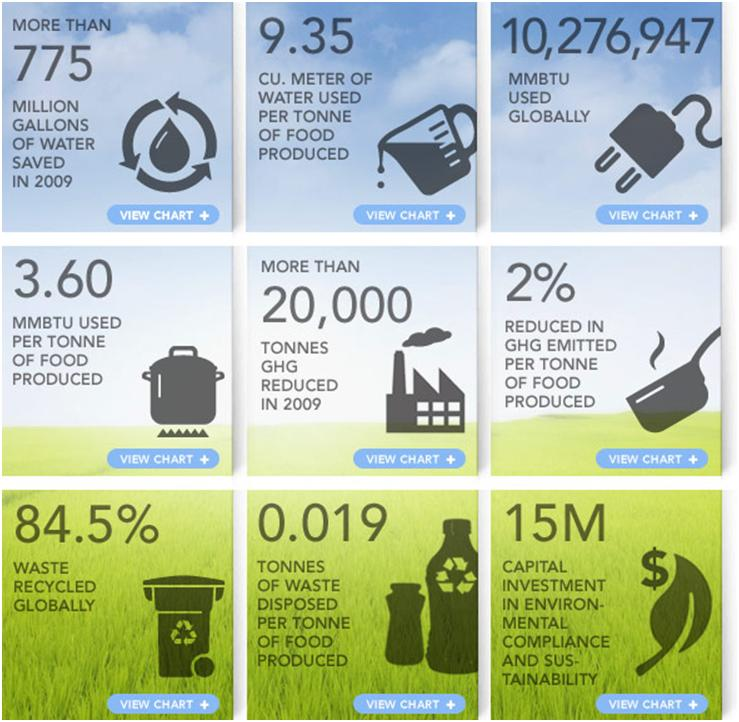 MORE THAN
775
MILLION
GALLONS
OF WATER
SAVED
IN 2009
VIEW CHART +
9.35
CU. METER OF
WATER USED
PER TONNE
OF FOOD
PRODUCED
VIEW CHART +
10,276,947
MMBTU
USED
GLOBALLY
VIEW CHART +
3.60
MMBTU USED
PER TONNE
OF FOOD
PRODUCED
VIEW CHART +
MORE THAN
20,000
TONNES
GHG
REDUCED
IN 2009
VIEW CHART +
2%
REDUCED IN
GHG EMITTED
PER TONNE
OF FOOD
PRODUCED
VIEW CHART +
84.5%
WASTE
RECYCLED
GLOBALLY
VIEW CHART +
0.019
TONNES
OF WASTE
DISPOSED
PER TONNE
OF FOOD
PRODUCED
VIEW CHART +
15M
$
CAPITAL
INVESTMENT
IN ENVIRON-
MENTAL
COMPLIANCE
AND SUS-
TAINABILITY
VIEW CHART +